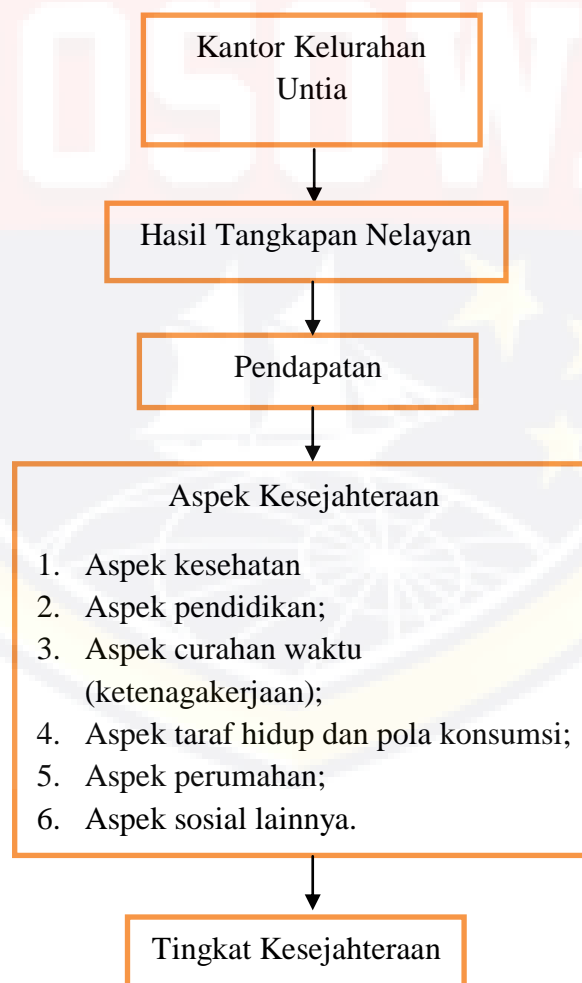 OSOWA
Kantor Kelurahan
Untia
Hasil Tangkapan Nelayan
Pendapatan
Aspek Kesejahteraan
1. Aspek kesehatan
2. Aspek pendidikan;
3. Aspek curahan waktu
(ketenagakerjaan);
4. Aspek taraf hidup dan pola konsumsi;
5. Aspek perumahan;
6. Aspek sosial lainnya.
Tingkat Kesejahteraan